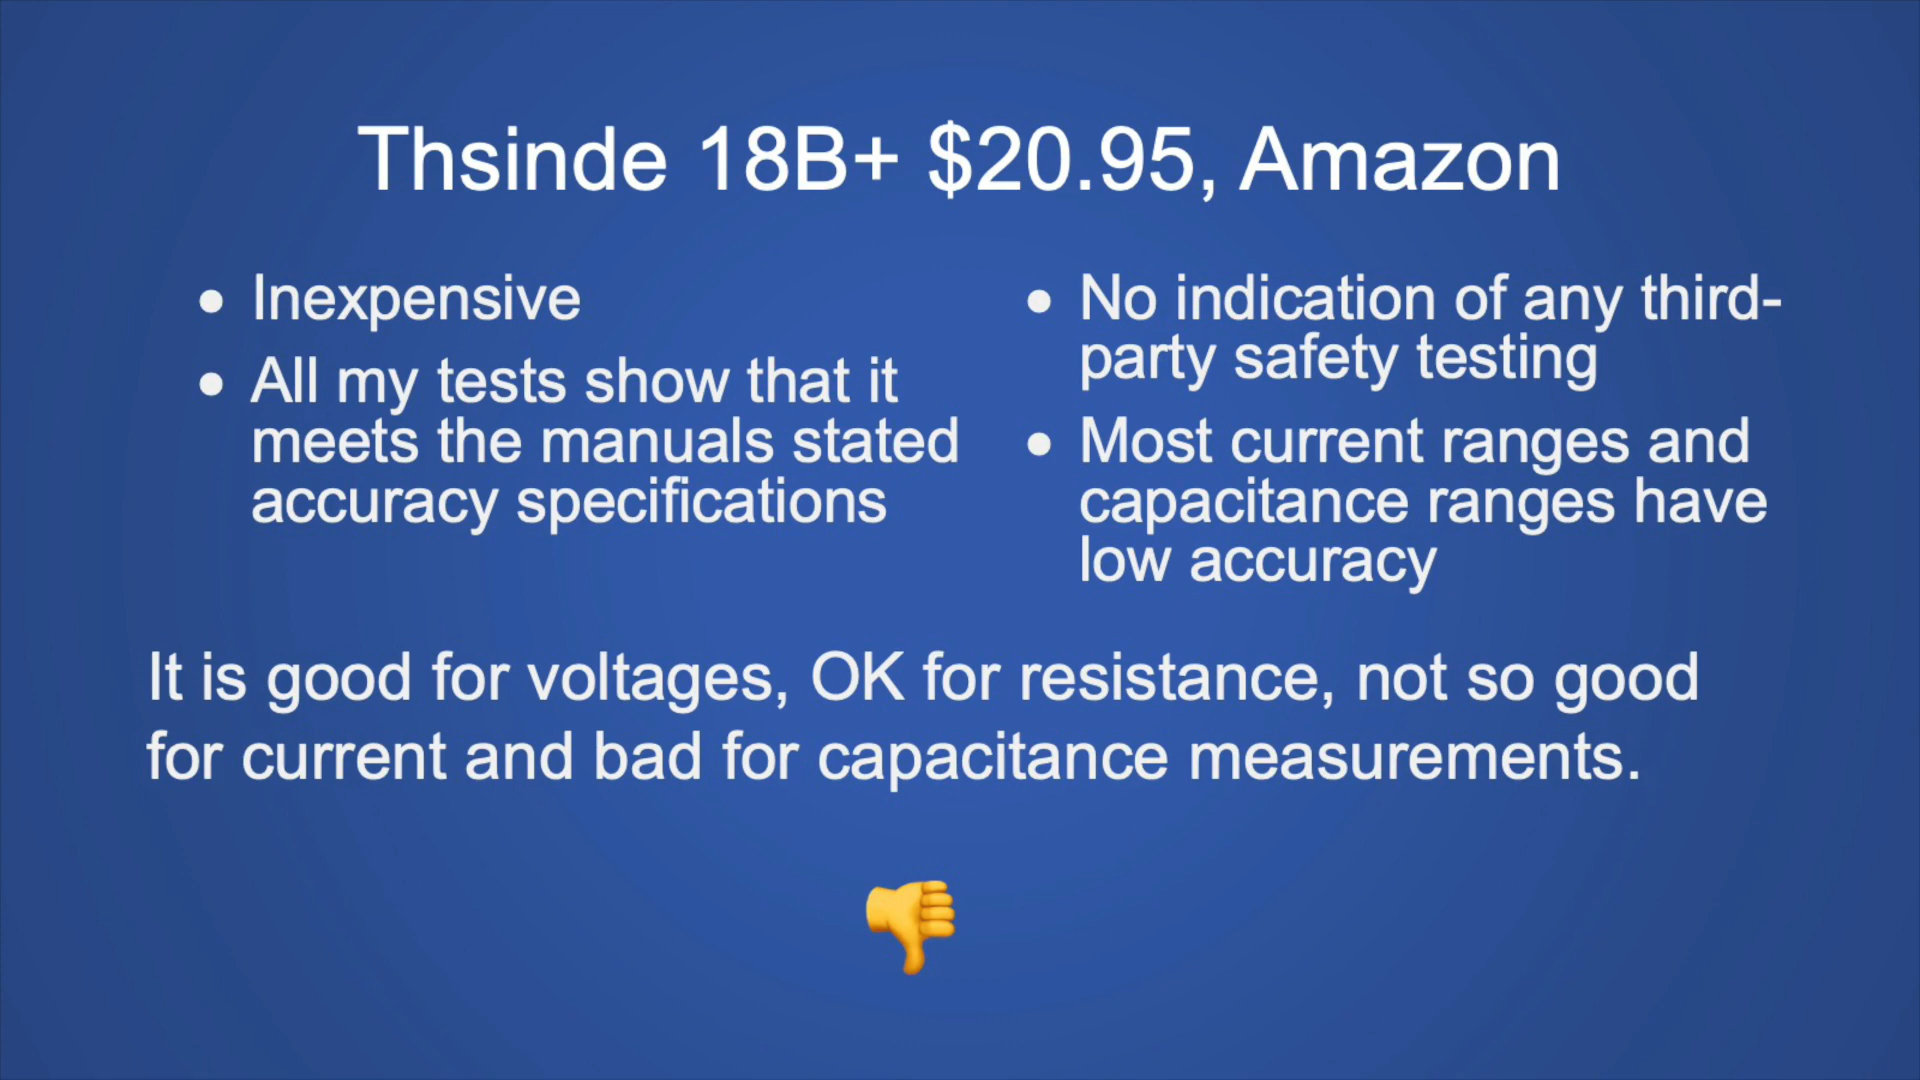 Thsinde 18B+ $20.95, Amazon
• Inexpensive
• All my tests show that it
meets the manuals stated
accuracy specifications
• No indication of any third-
party safety testing
• Most current ranges and
capacitance ranges have
low accuracy
It is good for voltages, OK for resistance, not so good
for current and bad for capacitance measurements.